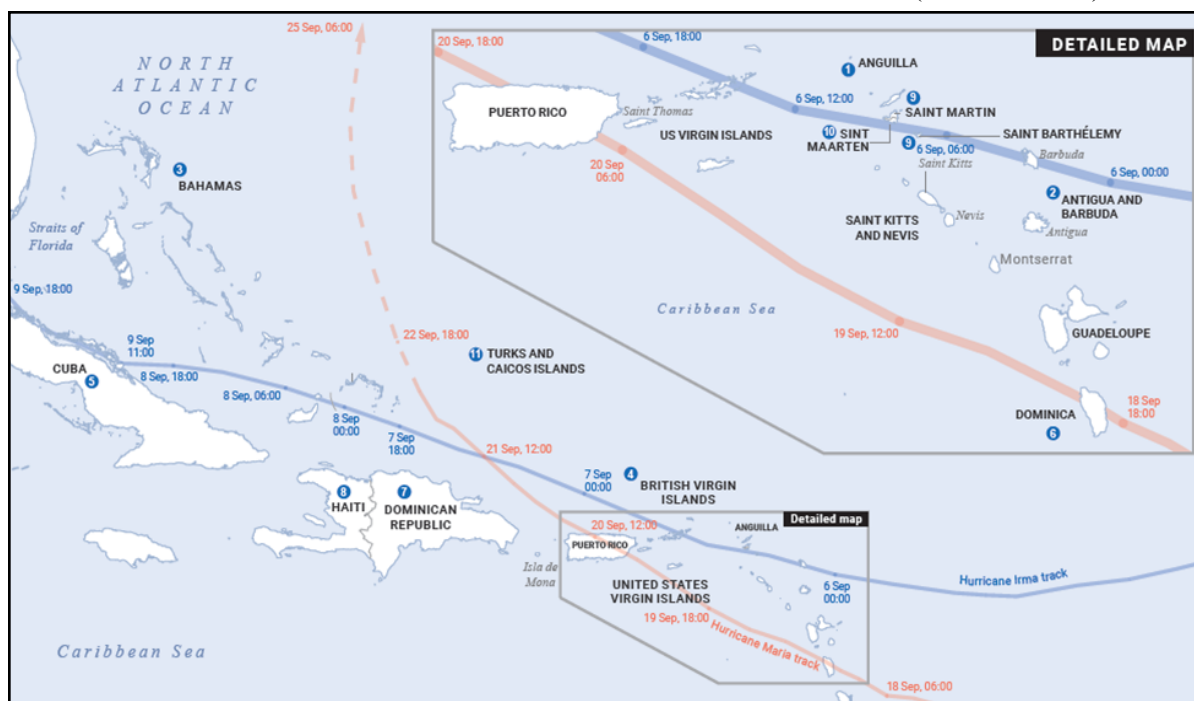 25 Sep, 06:00
20 Sep, 18:00
6 Sep, 18:00
DETAILED MAP
NORTH
ATLANTIC
OCEAN
1
ANGUILLA
6 Sep, 12:00
9
SAINT MARTIN
PUERTO RICO
Saint Thomas
US VIRGIN ISLANDS
10 SINT
MAARTEN
9
SAINT BARTHÉLEMY
6 Sep, 06:00
Barbuda
Saint Kitts
20 Sep
06:00
6 Sep, 00:00
3
BAHAMAS
2
ANTIGUA AND
BARBUDA
SAINT KITTS
AND NEVIS
Nevis
Antigua
Straits of
Florida
Montserrat
9 Sep, 18:00
Caribbean Sea
19 Sep, 12:00
GUADELOUPE
22 Sep, 18:00
9 Sep
11:00
11 TURKS AND
CAICOS ISLANDS
CUBA
5
8 Sep, 18:00
8 Sep, 06:00
8 Sep
00:00
7 Sep
18:00
18 Sep
18:00
DOMINICA
6
21 Sep, 12:00
7 Sep
00:00
4
BRITISH VIRGIN
ISLANDS
8
HAITI
7
DOMINICAN
REPUBLIC
20 Sep, 12:00
ANGUILLA
Detailed map
PUERTO RICO
Isla de
Mona
UNITED STATES
VIRGIN ISLANDS
6 Sep
00:00
Hurricane Irma track
19 Sep, 18:00
Hurricane Maria track
Caribbean Sea
18 Sep, 06:00